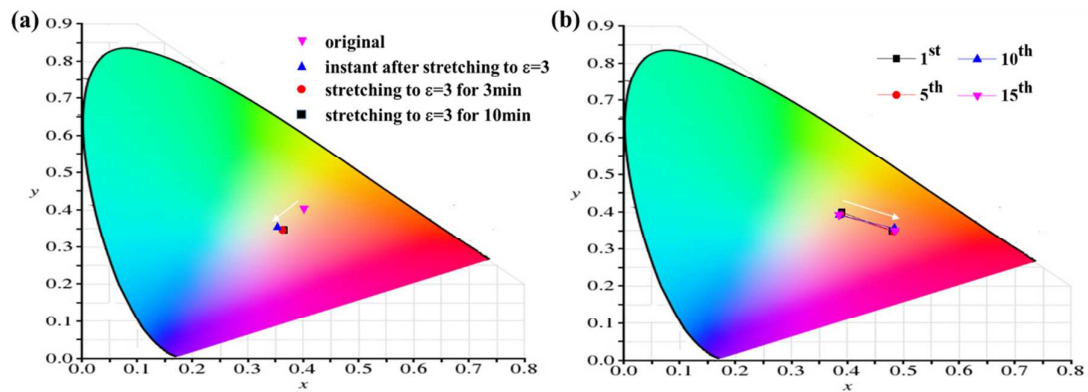 (a)
0.9
0.8
0.7
0.6
0.5
0.4
0.3
0.2
0.1
0.0
y
0.0 0.1 0.2 0.3 0.4 0.5 0.6 0.7 0.8
x
original
instant after stretching to ε=3
stretching to ε=3 for 3min
stretching to ε=3 for 10min
(b)
0.9
0.8
0.7
0.6
0.5
0.4
0.3
0.2
0.1
0.0
y
0.0 0.1 0.2 0.3 0.4 0.5 0.6 0.7 0.8
x
1st 10th
5th 15th